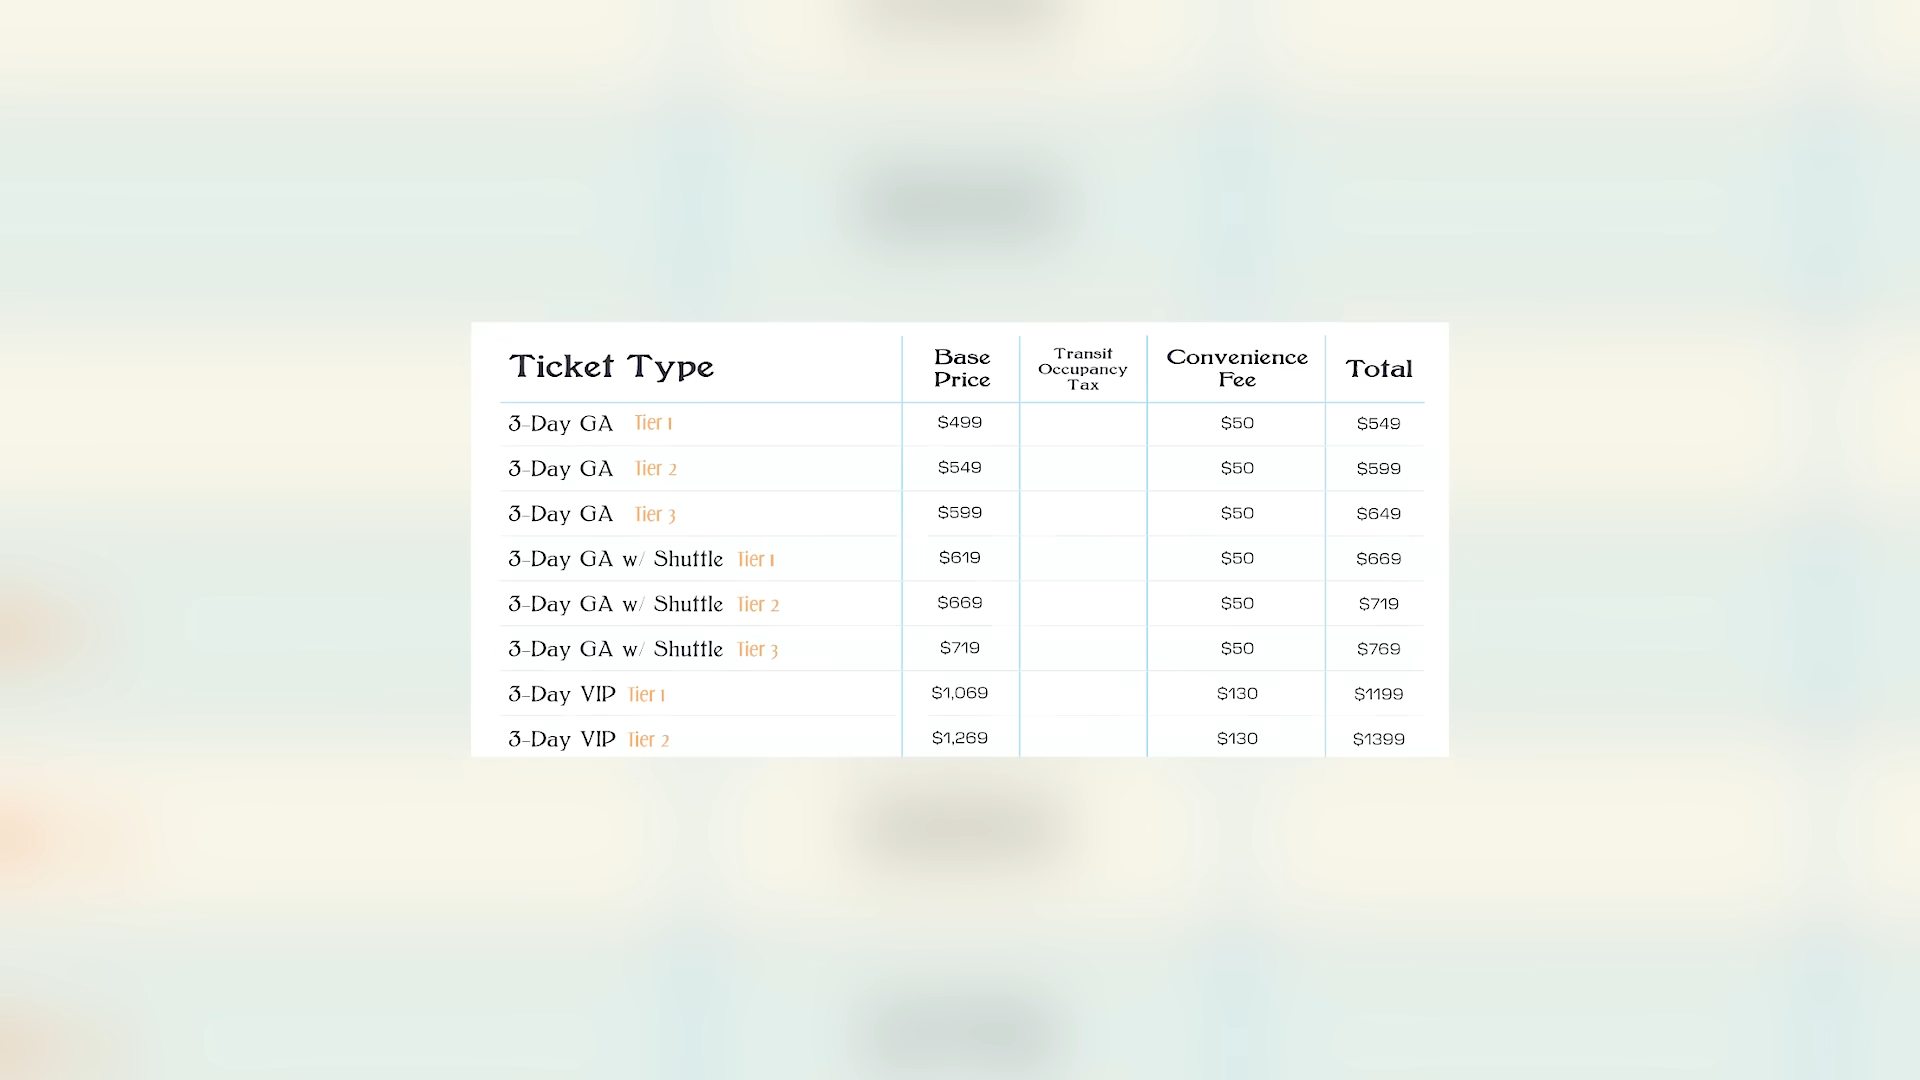 Ticket Type Base Price Transit Occupancy Tax Convenience Fee Total
3-Day GA Tier 1 $499 $50 $549
3-Day GA Tier 2 $549 $50 $599
3-Day GA Tier 3 $599 $50 $649
3-Day GA w/ Shuttle Tier 1 $619 $50 $669
3-Day GA w/ Shuttle Tier 2 $669 $50 $719
3-Day GA w/ Shuttle Tier 3 $719 $50 $769
3-Day VIP Tier 1 $1,069 $130 $1199
3-Day VIP Tier 2 $1,269 $130 $1399